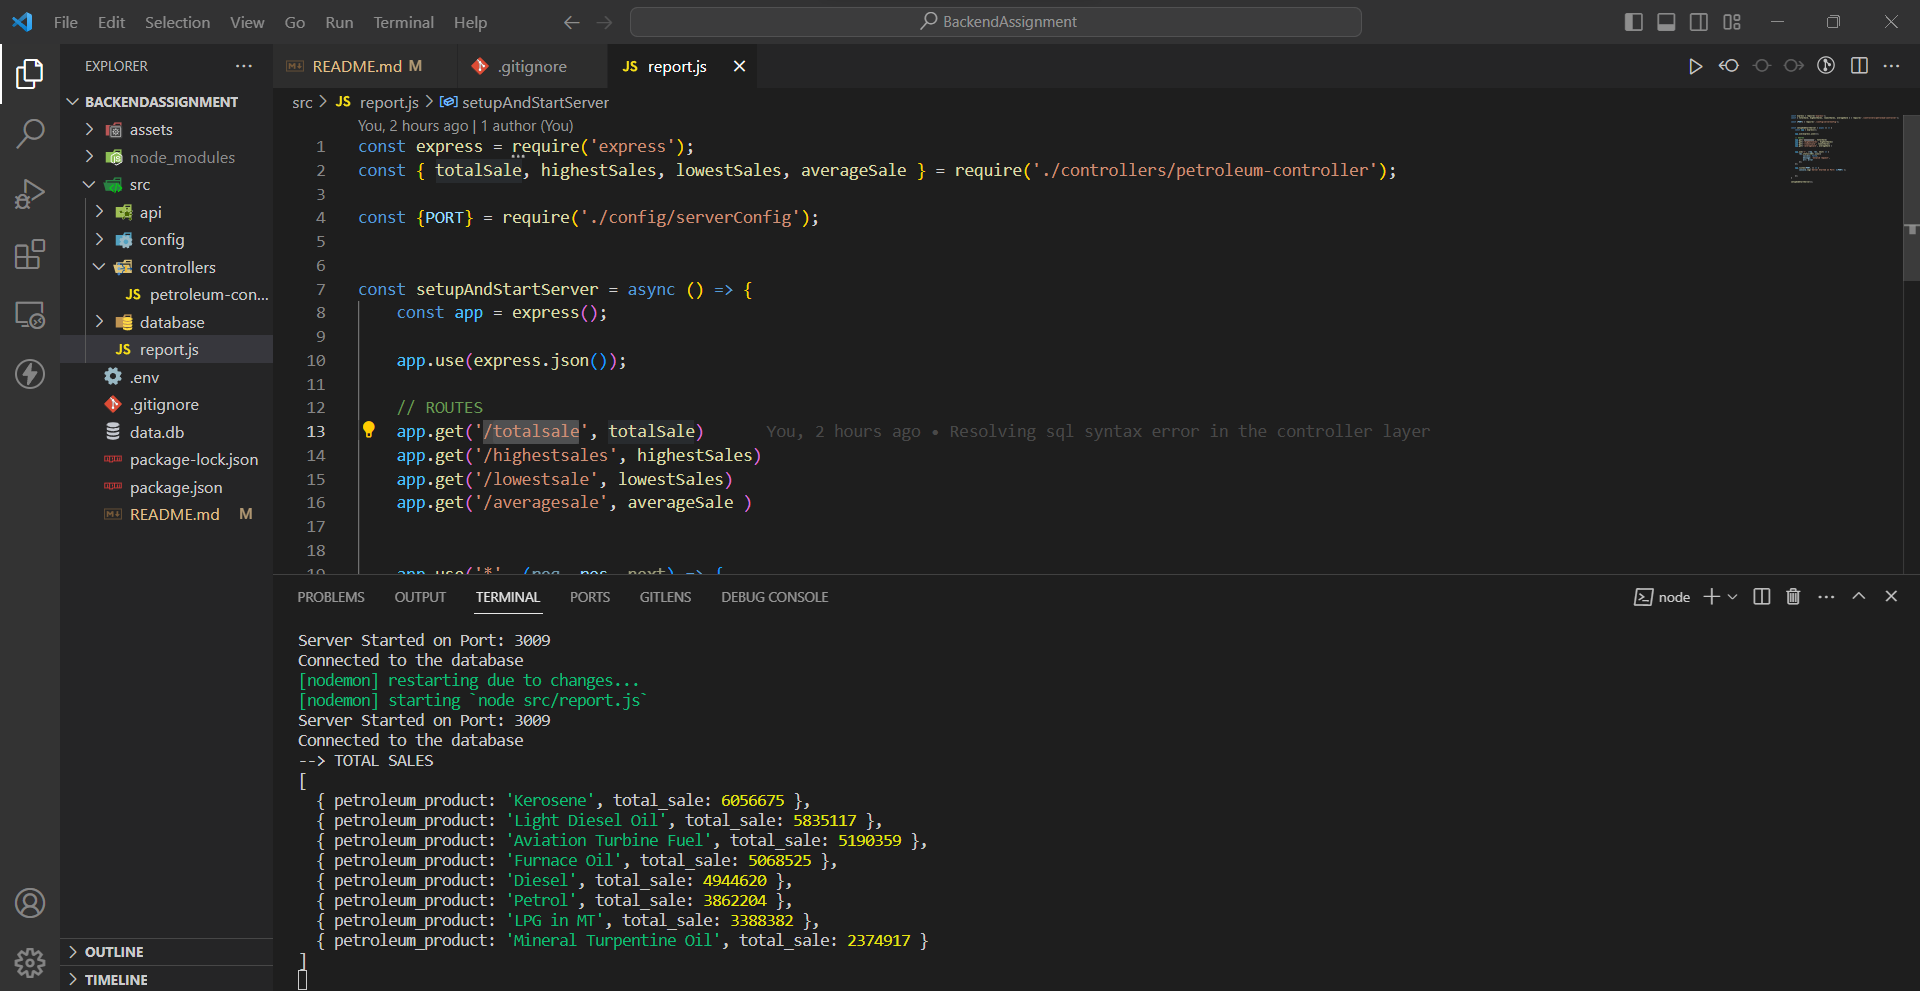 File Edit Selection View Go Run Terminal Help
BackendAssignment
EXPLORER
README.md M
.gitignore
JS report.js
BACKENDASSIGNMENT
assets
node_modules
src
api
config
controllers
JS petroleum-con...
database
JS report.js
.env
.gitignore
data.db
package-lock.json
package.json
README.md M
OUTLINE
TIMELINE
src > JS report.js > setupAndStartServer
You, 2 hours ago | 1 author (You)
1 const express = require('express');
2 const { totalSale, highestSales, lowestSales, averageSale } = require('./controllers/petroleum-controller');
3
4 const {PORT} = require('./config/serverConfig');
5
6
7 const setupAndStartServer = async () => {
8 const app = express();
9
10 app.use(express.json());
11
12 // ROUTES
13 app.get('/totalsale', totalSale) You, 2 hours ago • Resolving sql syntax error in the controller layer
14 app.get('/highestsales', highestSales)
15 app.get('/lowestsale', lowestSales)
16 app.get('/averagesale', averageSale )
17
18
19 app.use('*', (req, res, next) => {
PROBLEMS OUTPUT TERMINAL PORTS GITLENS DEBUG CONSOLE
node
Server Started on Port: 3009
Connected to the database
[nodemon] restarting due to changes...
[nodemon] starting `node src/report.js`
Server Started on Port: 3009
Connected to the database
--> TOTAL SALES
[
{ petroleum_product: 'Kerosene', total_sale: 6056675 },
{ petroleum_product: 'Light Diesel Oil', total_sale: 5835117 },
{ petroleum_product: 'Aviation Turbine Fuel', total_sale: 5190359 },
{ petroleum_product: 'Furnace Oil', total_sale: 5068525 },
{ petroleum_product: 'Diesel', total_sale: 4944620 },
{ petroleum_product: 'Petrol', total_sale: 3862204 },
{ petroleum_product: 'LPG in MT', total_sale: 3388382 },
{ petroleum_product: 'Mineral Turpentine Oil', total_sale: 2374917 }
]